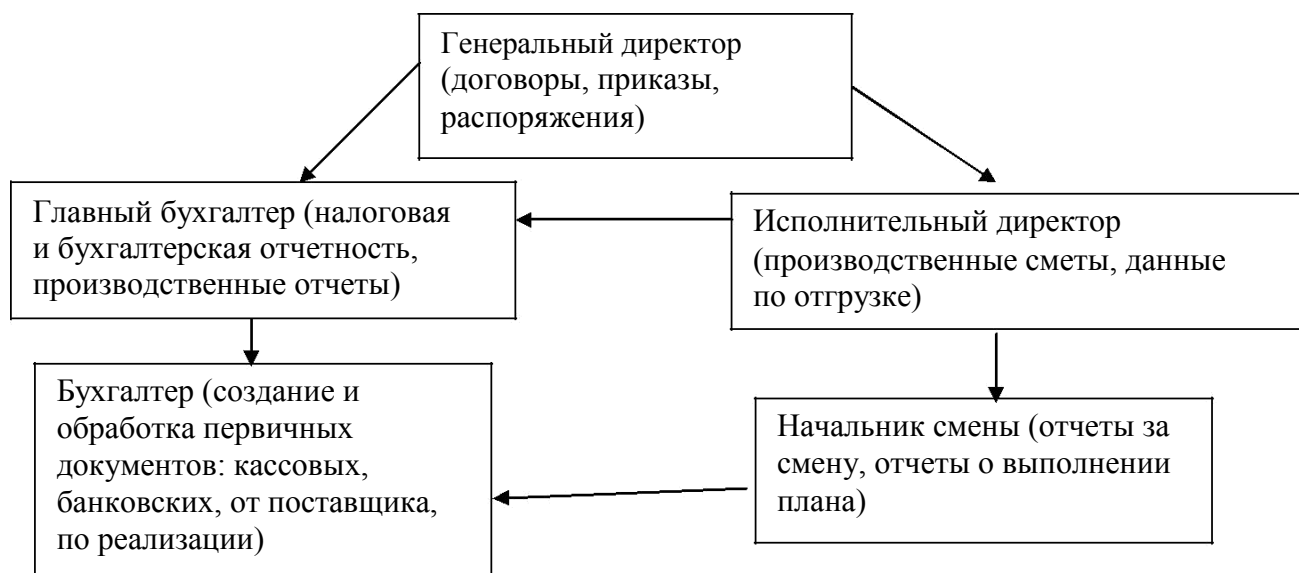 Генеральный директор
(договоры, приказы,
распоряжения)
Главный бухгалтер (налоговая
и бухгалтерская отчетность,
производственные отчеты)
Исполнительный директор
(производственные сметы, данные
по отгрузке)
Бухгалтер (создание и
обработка первичных
документов: кассовых,
банковских, от поставщика,
по реализации)
Начальник смены (отчеты за
смену, отчеты о выполнении
плана)